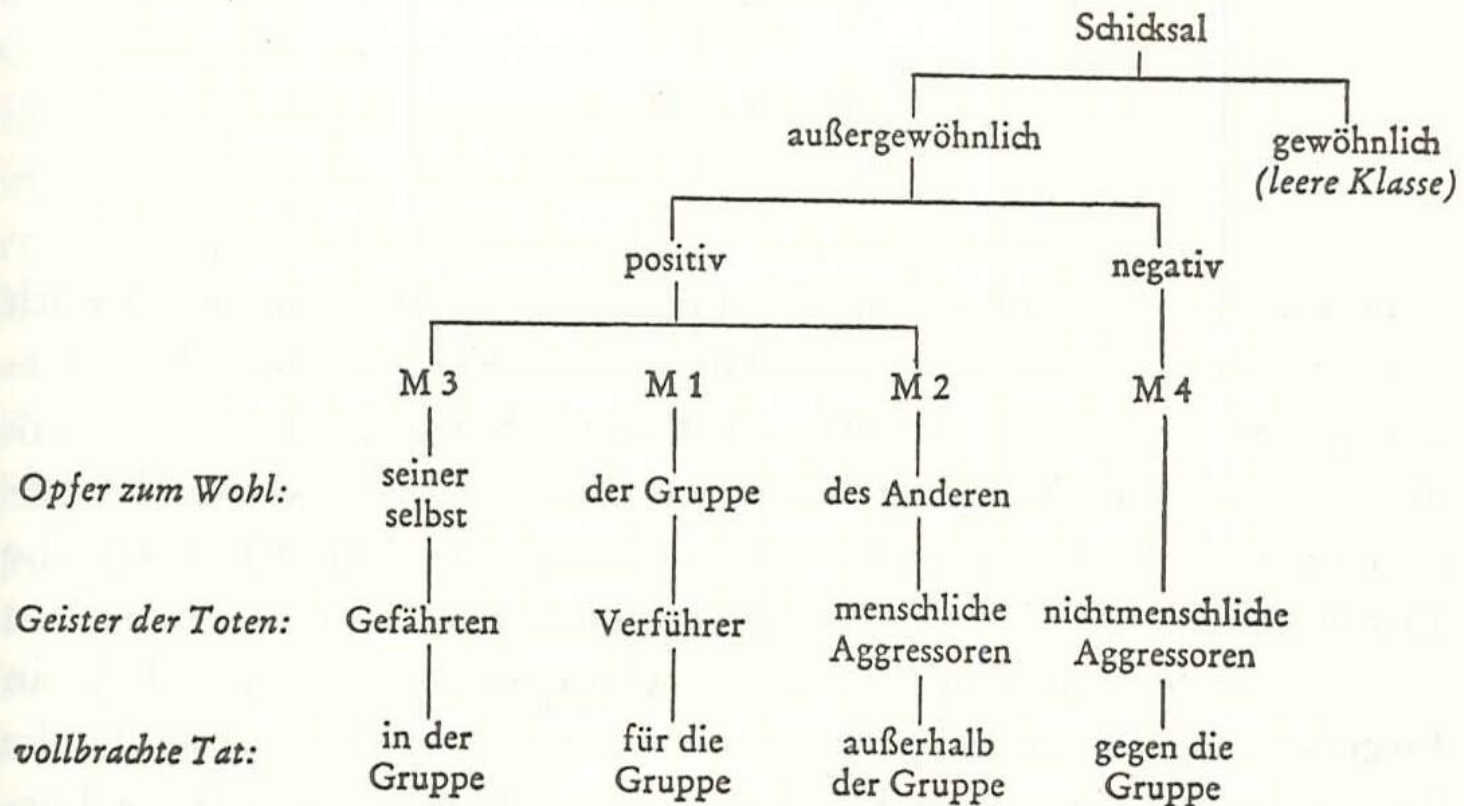 Schicksal
außergewöhnlich
gewöhnlich
(leere Klasse)
positiv
negativ
M 3
M 1
M 2
M 4
Opfer zum Wohl:
seiner
selbst
der Gruppe
des Anderen
Geister der Toten:
Gefährten
Verführer
menschliche
Aggressoren
nichtmenschliche
Aggressoren
vollbrachte Tat:
in der
Gruppe
für die
Gruppe
außerhalb
der Gruppe
gegen die
Gruppe